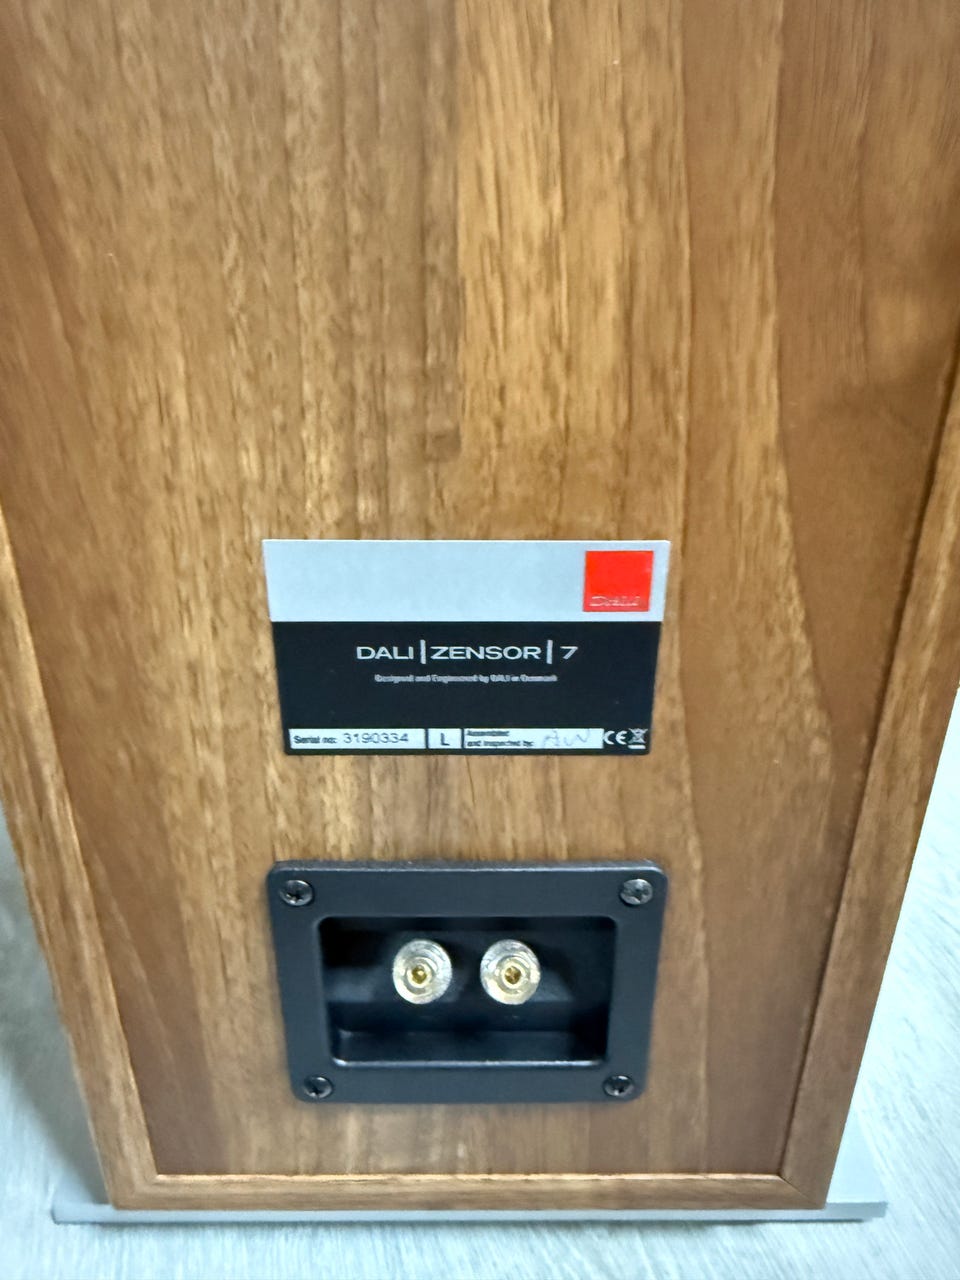 DALI
DALI | ZENSOR | 7
Designed and Engineered by DALI in Denmark
Serial no: 3190334
L
Assembled
and inspected by: AW
CE